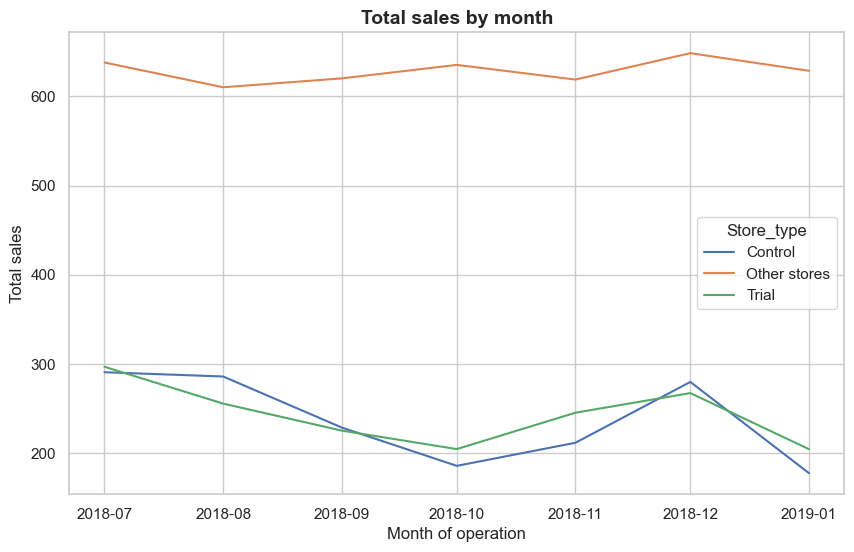 Total sales by month
Total sales
600
500
400
300
200
Store_type
Control
Other stores
Trial
2018-07 2018-08 2018-09 2018-10 2018-11 2018-12 2019-01
Month of operation